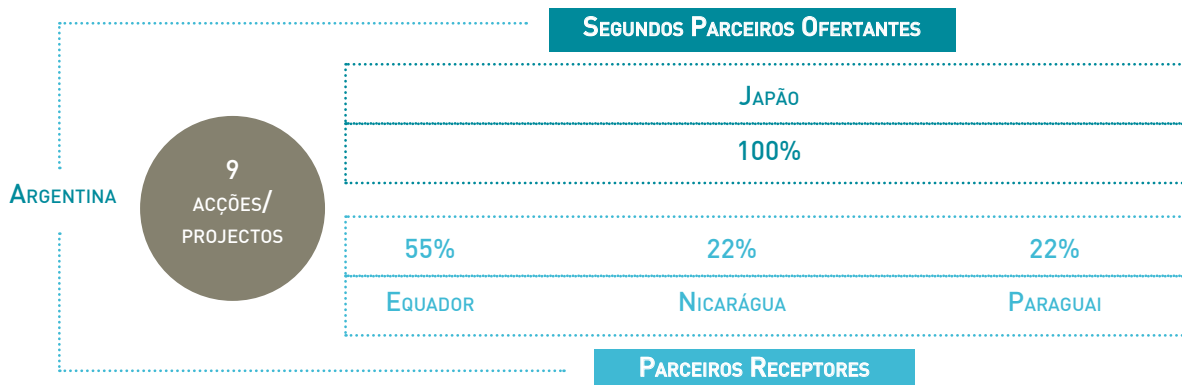 Segundos Parceiros Ofertantes
Japão
100%
Argentina
9
acções/
projectos
55% 22% 22%
Equador Nicarágua Paraguai
Parceiros Receptores